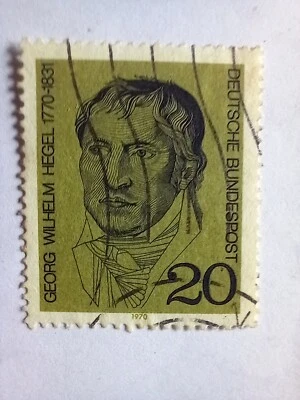 GEORG WILHELM HEGEL 1770-1831
DEUTSCHE BUNDESPOST
20
1970